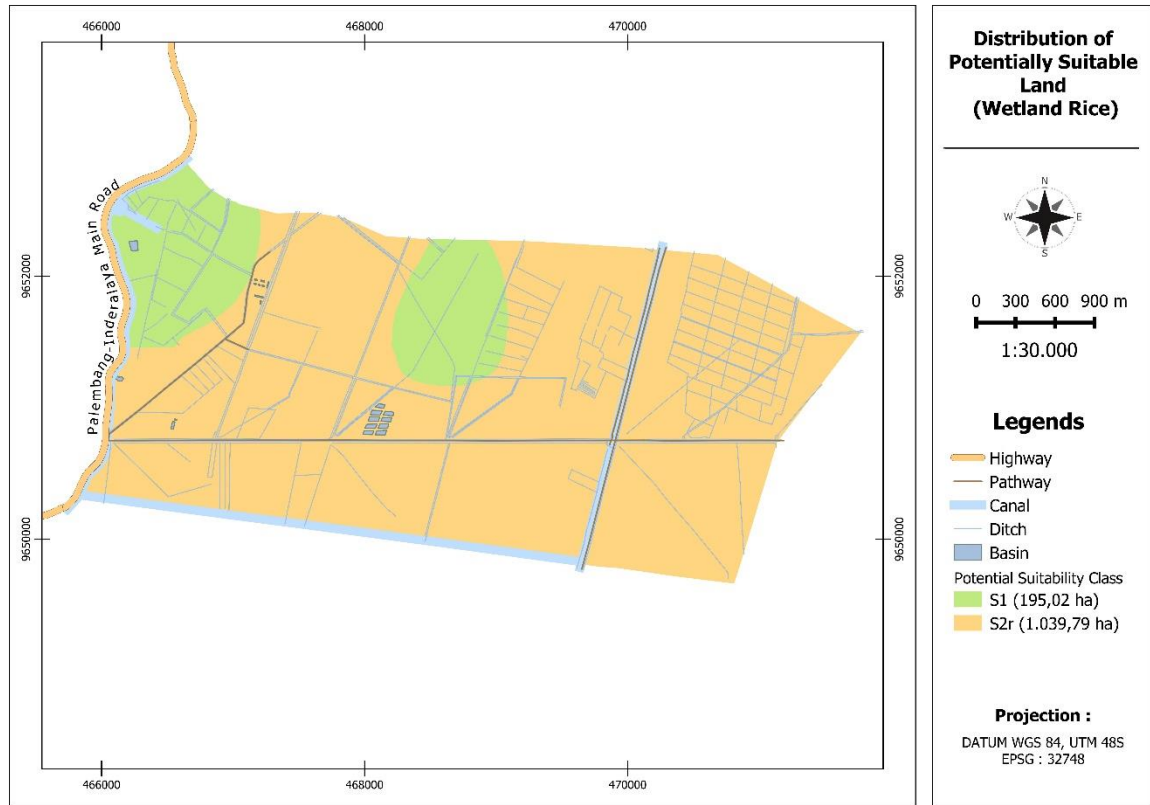 466000
468000
470000
9652000
9652000
9650000
9650000
466000
468000
470000
Palembang-Inderalaya Main Road
Distribution of
Potentially Suitable
Land
(Wetland Rice)
N
W
E
S
0 300 600 900 m
1:30.000
Legends
Highway
Pathway
Canal
Ditch
Basin
Potential Suitability Class
S1 (195,02 ha)
S2r (1.039,79 ha)
Projection :
DATUM WGS 84, UTM 48S
EPSG : 32748